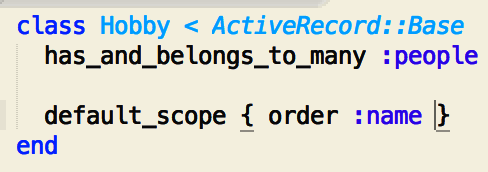 class Hobby < ActiveRecord::Base
has_and_belongs_to_many :people
default_scope { order :name }
end